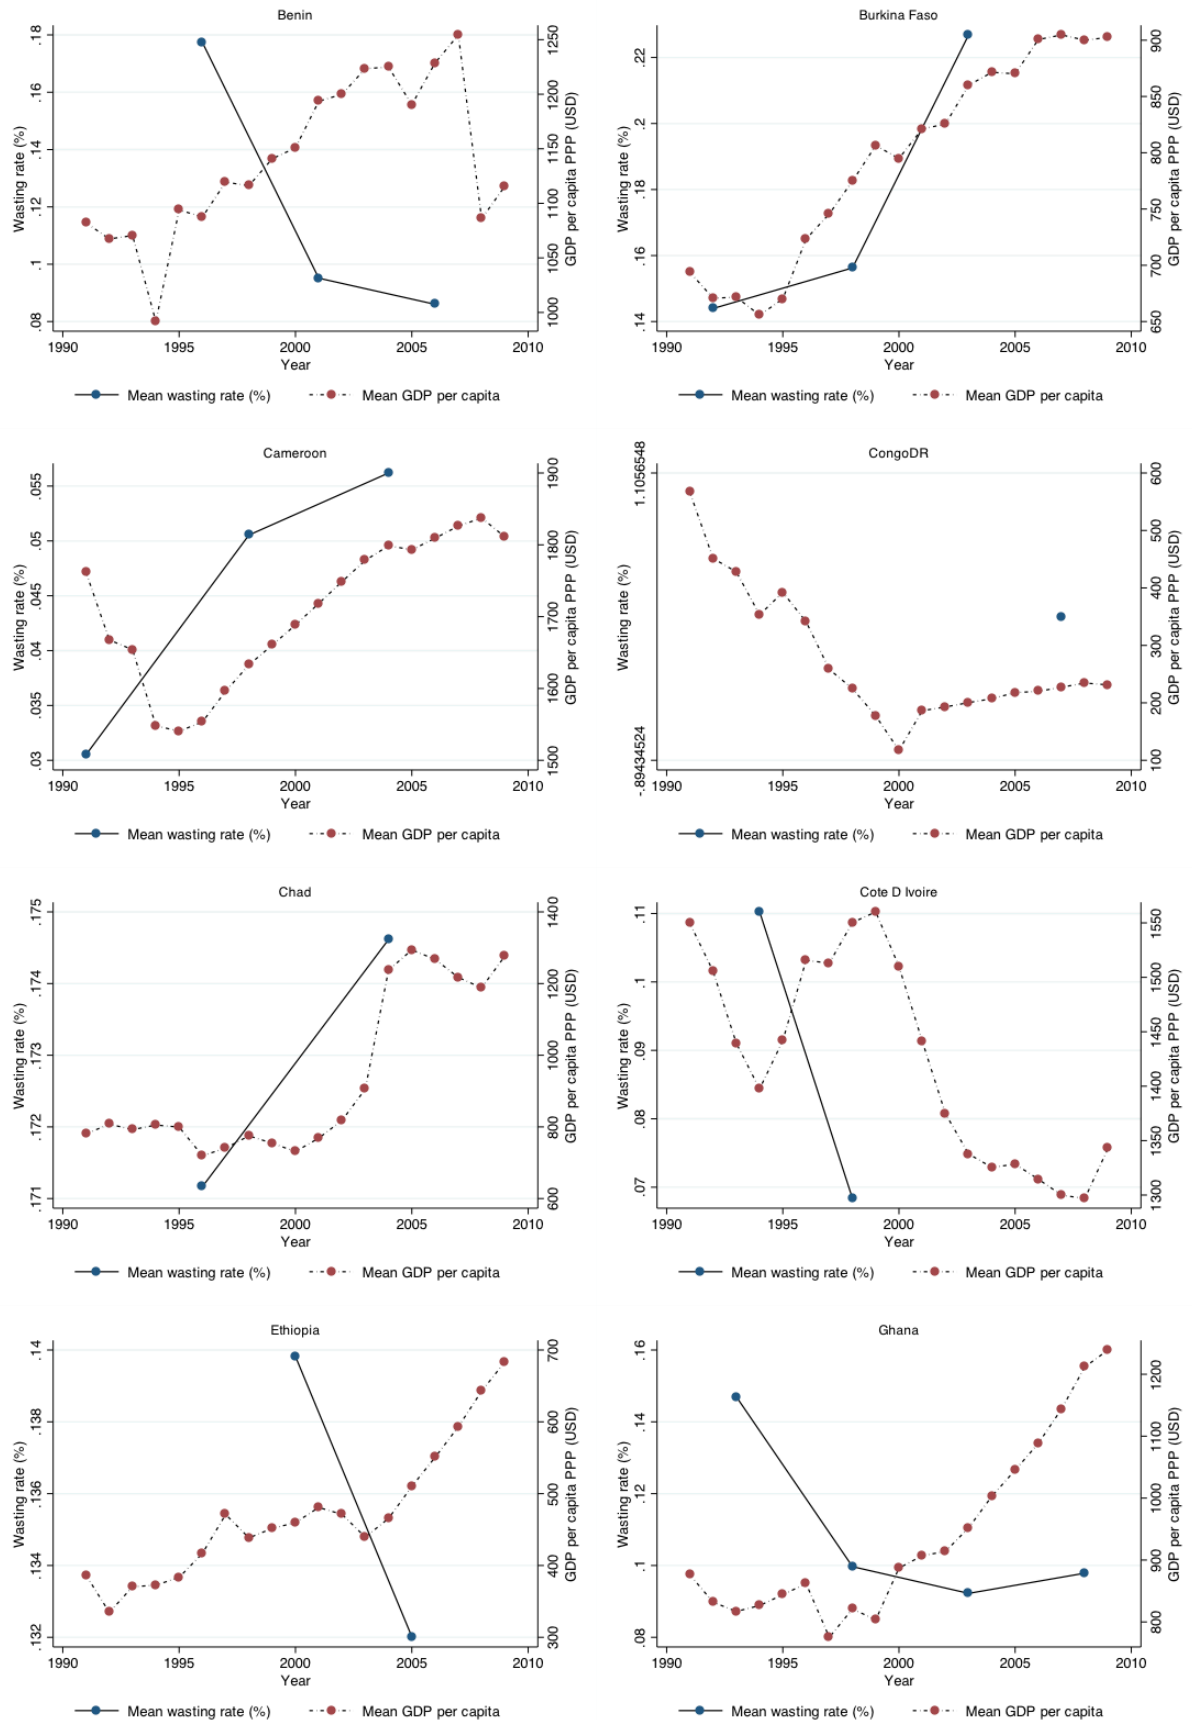 Benin
Wasting rate (%)
.08 .1 .12 .14 .16 .18
1000 1050 1100 1150 1200 1250
GDP per capita PPP (USD)
1990 1995 2000 2005 2010
Year
Mean wasting rate (%) Mean GDP per capita
Burkina Faso
Wasting rate (%)
.14 .16 .18 .2 .22
650 700 750 800 850 900
GDP per capita PPP (USD)
1990 1995 2000 2005 2010
Year
Mean wasting rate (%) Mean GDP per capita
Cameroon
Wasting rate (%)
.03 .035 .04 .045 .05 .055
1500 1600 1700 1800 1900
GDP per capita PPP (USD)
1990 1995 2000 2005 2010
Year
Mean wasting rate (%) Mean GDP per capita
CongoDR
Wasting rate (%)
-.89434524 1.1056548
100 200 300 400 500 600
GDP per capita PPP (USD)
1990 1995 2000 2005 2010
Year
Mean wasting rate (%) Mean GDP per capita
Chad
Wasting rate (%)
.171 .172 .173 .174 .175
600 800 1000 1200 1400
GDP per capita PPP (USD)
1990 1995 2000 2005 2010
Year
Mean wasting rate (%) Mean GDP per capita
Cote D Ivoire
Wasting rate (%)
.07 .08 .09 .1 .11
1300 1350 1400 1450 1500 1550
GDP per capita PPP (USD)
1990 1995 2000 2005 2010
Year
Mean wasting rate (%) Mean GDP per capita
Ethiopia
Wasting rate (%)
.132 .134 .136 .138 .14
300 400 500 600 700
GDP per capita PPP (USD)
1990 1995 2000 2005 2010
Year
Mean wasting rate (%) Mean GDP per capita
Ghana
Wasting rate (%)
.08 .1 .12 .14 .16
800 900 1000 1100 1200
GDP per capita PPP (USD)
1990 1995 2000 2005 2010
Year
Mean wasting rate (%) Mean GDP per capita